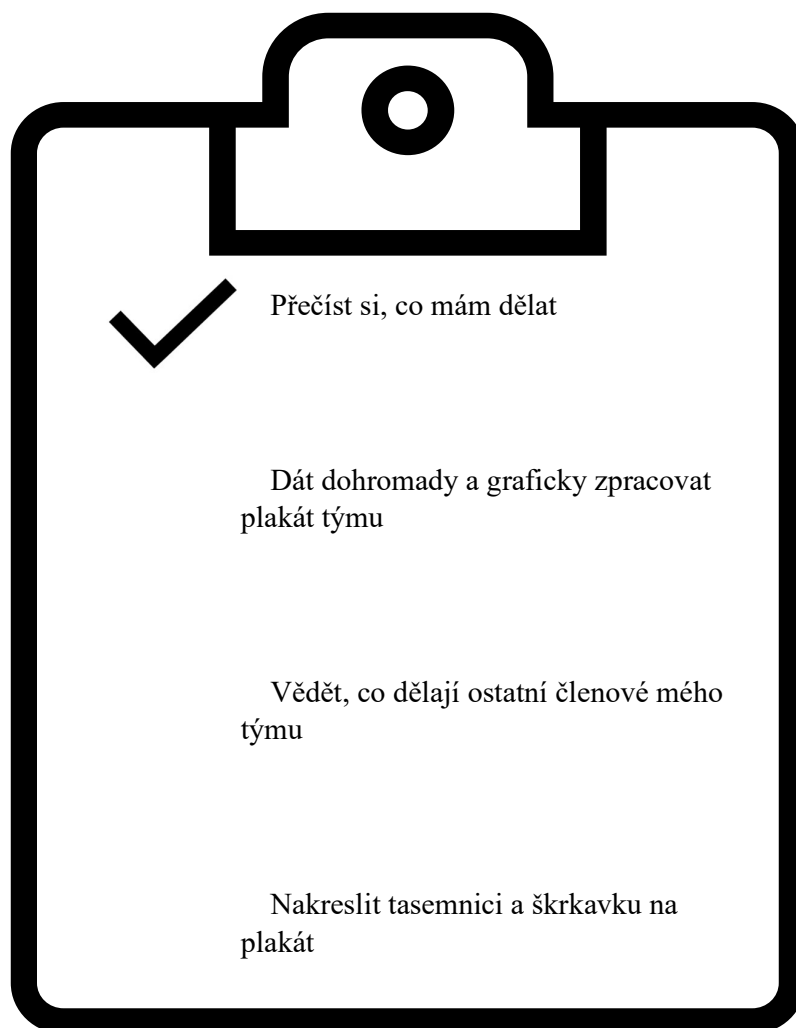 Přečíst si, co mám dělat
Dát dohromady a graficky zpracovat
plakát týmu
Vědět, co dělají ostatní členové mého
týmu
Nakreslit tasemnici a škrkavku na
plakát